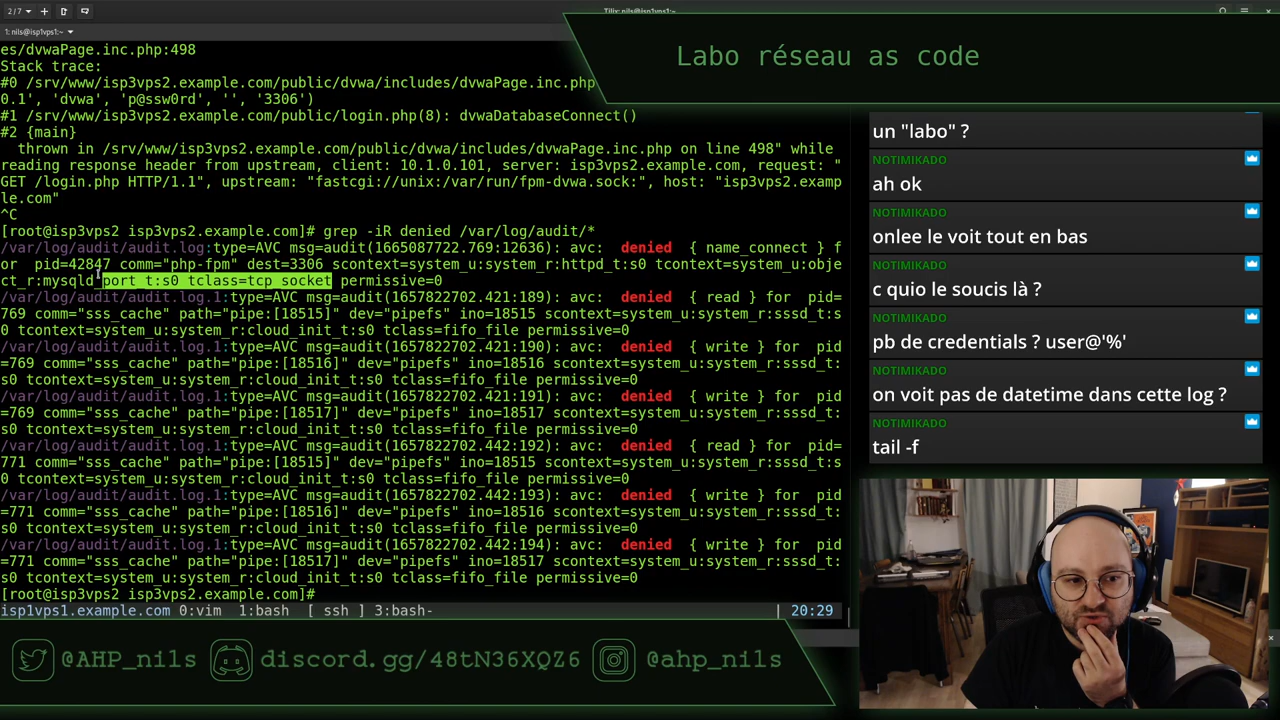 2/7
Tilix: nils@isp1vps1:~
1: nils@isp1vps1:~
Labo réseau as code
es/dvwaPage.inc.php:498
Stack trace:
#0 /srv/www/isp3vps2.example.com/public/dvwa/includes/dvwaPage.inc.php
0.1', 'dvwa', 'p@ssw0rd', '', '3306')
#1 /srv/www/isp3vps2.example.com/public/login.php(8): dvwaDatabaseConnect()
#2 {main}
  thrown in /srv/www/isp3vps2.example.com/public/dvwa/includes/dvwaPage.inc.php on line 498" while
reading response header from upstream, client: 10.1.0.101, server: isp3vps2.example.com, request: "
GET /login.php HTTP/1.1", upstream: "fastcgi://unix:/var/run/fpm-dvwa.sock:", host: "isp3vps2.examp
le.com"
^C
[root@isp3vps2 isp3vps2.example.com]# grep -iR denied /var/log/audit/*
/var/log/audit/audit.log:type=AVC msg=audit(1665087722.769:12636): avc:  denied  { name_connect } f
or  pid=42847 comm="php-fpm" dest=3306 scontext=system_u:system_r:httpd_t:s0 tcontext=system_u:obje
ct_r:mysqld_port_t:s0 tclass=tcp_socket permissive=0
/var/log/audit/audit.log.1:type=AVC msg=audit(1657822702.421:189): avc:  denied  { read } for  pid=
769 comm="sss_cache" path="pipe:[18515]" dev="pipefs" ino=18515 scontext=system_u:system_r:sssd_t:s
0 tcontext=system_u:system_r:cloud_init_t:s0 tclass=fifo_file permissive=0
/var/log/audit/audit.log.1:type=AVC msg=audit(1657822702.421:190): avc:  denied  { write } for  pid
=769 comm="sss_cache" path="pipe:[18516]" dev="pipefs" ino=18516 scontext=system_u:system_r:sssd_t:
s0 tcontext=system_u:system_r:cloud_init_t:s0 tclass=fifo_file permissive=0
/var/log/audit/audit.log.1:type=AVC msg=audit(1657822702.421:191): avc:  denied  { write } for  pid
=769 comm="sss_cache" path="pipe:[18517]" dev="pipefs" ino=18517 scontext=system_u:system_r:sssd_t:
s0 tcontext=system_u:system_r:cloud_init_t:s0 tclass=fifo_file permissive=0
/var/log/audit/audit.log.1:type=AVC msg=audit(1657822702.442:192): avc:  denied  { read } for  pid=
771 comm="sss_cache" path="pipe:[18515]" dev="pipefs" ino=18515 scontext=system_u:system_r:sssd_t:s
0 tcontext=system_u:system_r:cloud_init_t:s0 tclass=fifo_file permissive=0
/var/log/audit/audit.log.1:type=AVC msg=audit(1657822702.442:193): avc:  denied  { write } for  pid
=771 comm="sss_cache" path="pipe:[18516]" dev="pipefs" ino=18516 scontext=system_u:system_r:sssd_t:
s0 tcontext=system_u:system_r:cloud_init_t:s0 tclass=fifo_file permissive=0
/var/log/audit/audit.log.1:type=AVC msg=audit(1657822702.442:194): avc:  denied  { write } for  pid
=771 comm="sss_cache" path="pipe:[18517]" dev="pipefs" ino=18517 scontext=system_u:system_r:sssd_t:
s0 tcontext=system_u:system_r:cloud_init_t:s0 tclass=fifo_file permissive=0
[root@isp3vps2 isp3vps2.example.com]#
isp1vps1.example.com 0:vim  1:bash  [ ssh ] 3:bash-  | 20:29
un "labo" ?
NOTIMIKADO
ah ok
NOTIMIKADO
onlee le voit tout en bas
NOTIMIKADO
c quio le soucis là ?
NOTIMIKADO
pb de credentials ? user@'%'
NOTIMIKADO
on voit pas de datetime dans cette log ?
NOTIMIKADO
tail -f
@AHP_nils
discord.gg/48tN36XQZ6
@ahp_nils